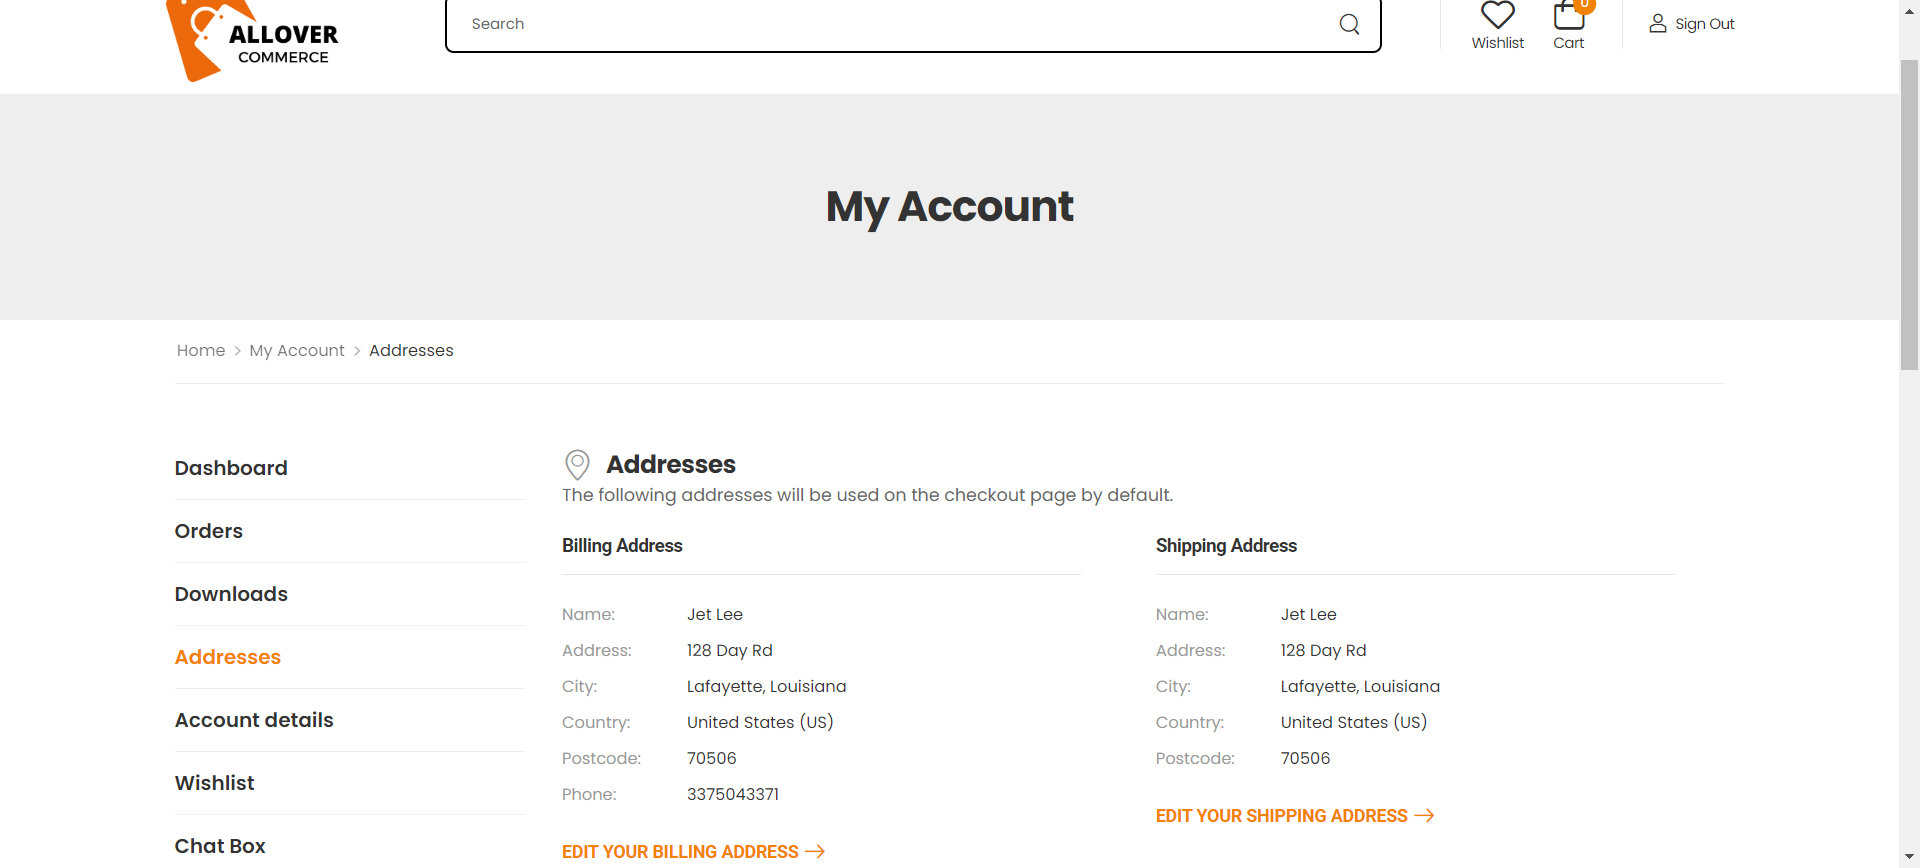 ALLOVER
COMMERCE
Search
0
Wishlist
Cart
Sign Out
My Account
Home > My Account > Addresses
Dashboard
Orders
Downloads
Addresses
Account details
Wishlist
Chat Box
Addresses
The following addresses will be used on the checkout page by default.
Billing Address
Name: Jet Lee
Address: 128 Day Rd
City: Lafayette, Louisiana
Country: United States (US)
Postcode: 70506
Phone: 3375043371
EDIT YOUR BILLING ADDRESS
Shipping Address
Name: Jet Lee
Address: 128 Day Rd
City: Lafayette, Louisiana
Country: United States (US)
Postcode: 70506
EDIT YOUR SHIPPING ADDRESS